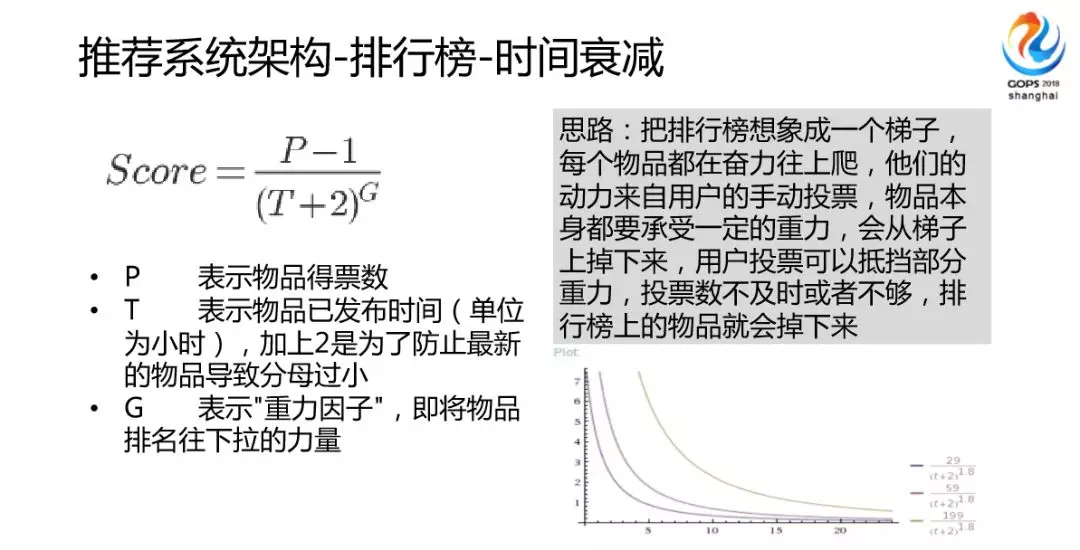 推荐系统架构-排行榜-时间衰减
GOPS 2018
shanghai
Score = \frac{P-1}{(T+2)^G}
• P 表示物品得票数
• T 表示物品已发布时间（单位
为小时），加上2是为了防止最新
的物品导致分母过小
• G 表示"重力因子"，即将物品
排名往下拉的力量
思路：把排行榜想象成一个梯子，
每个物品都在奋力往上爬，他们的
动力来自用户的手动投票，物品本
身都要承受一定的重力，会从梯子
上掉下来，用户投票可以抵挡部分
重力，投票数不及时或者不够，排
行榜上的物品就会掉下来
Plot:
7
6
5
4
3
2
1
5 10 15 20
\frac{29}{(t+2)^{1.8}}
\frac{59}{(t+2)^{1.8}}
\frac{199}{(t+2)^{1.8}}